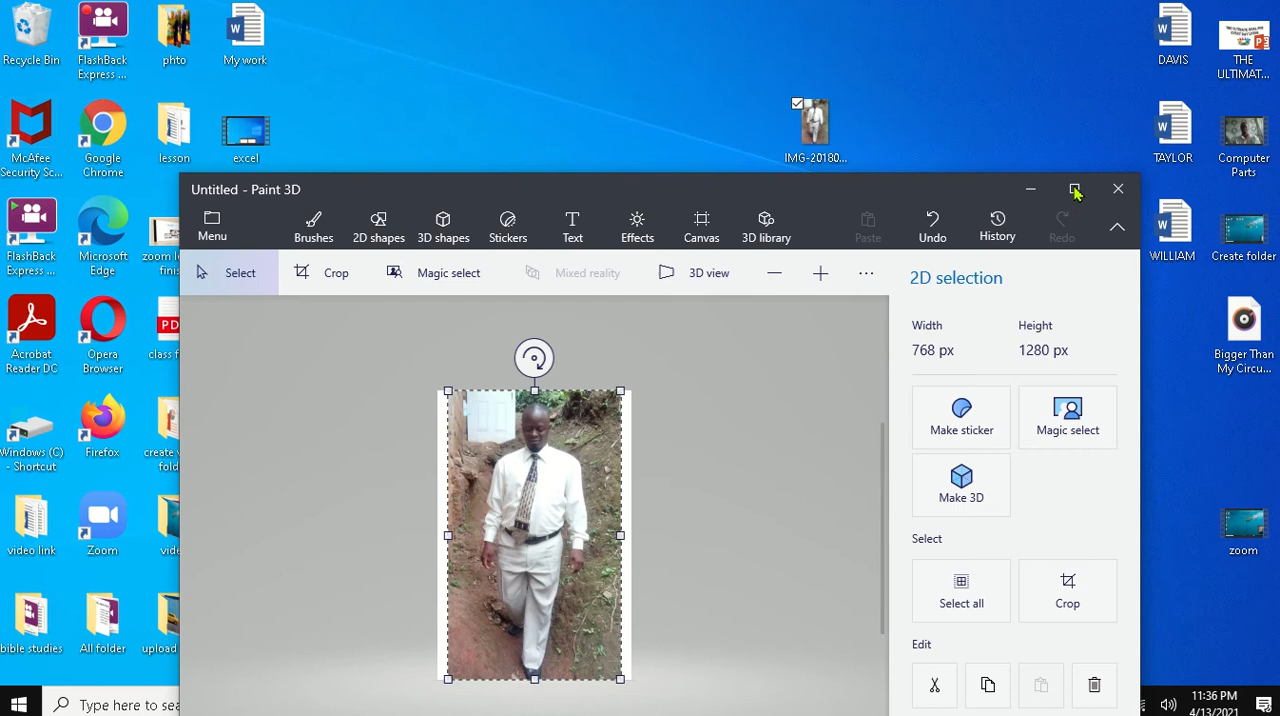 Recycle Bin
FlashBack
Express ...
phto
My work
DAVIS
THE
ULTIMAT...
McAfee
Security Sc...
Google
Chrome
lesson
excel
IMG-20180...
TAYLOR
Computer
Parts
Untitled - Paint 3D
Menu
Brushes
2D shapes
3D shapes
Stickers
Text
Effects
Canvas
3D library
Paste
Undo
History
Redo
FlashBack
Express ...
Microsoft
Edge
zoom l
finis
WILLIAM
Create folder
Select
Crop
Magic select
Mixed reality
3D view
2D selection
Width
Height
768 px
1280 px
Acrobat
Reader DC
Opera
Browser
PD
class f
Bigger Than
My Circu...
Make sticker
Magic select
Make 3D
Windows (C)
- Shortcut
Firefox
create v
fold
Select
video link
Zoom
vide
zoom
Select all
Crop
Edit
bible studies
All folder
upload
Type here to sea
11:36 PM
4/13/2021